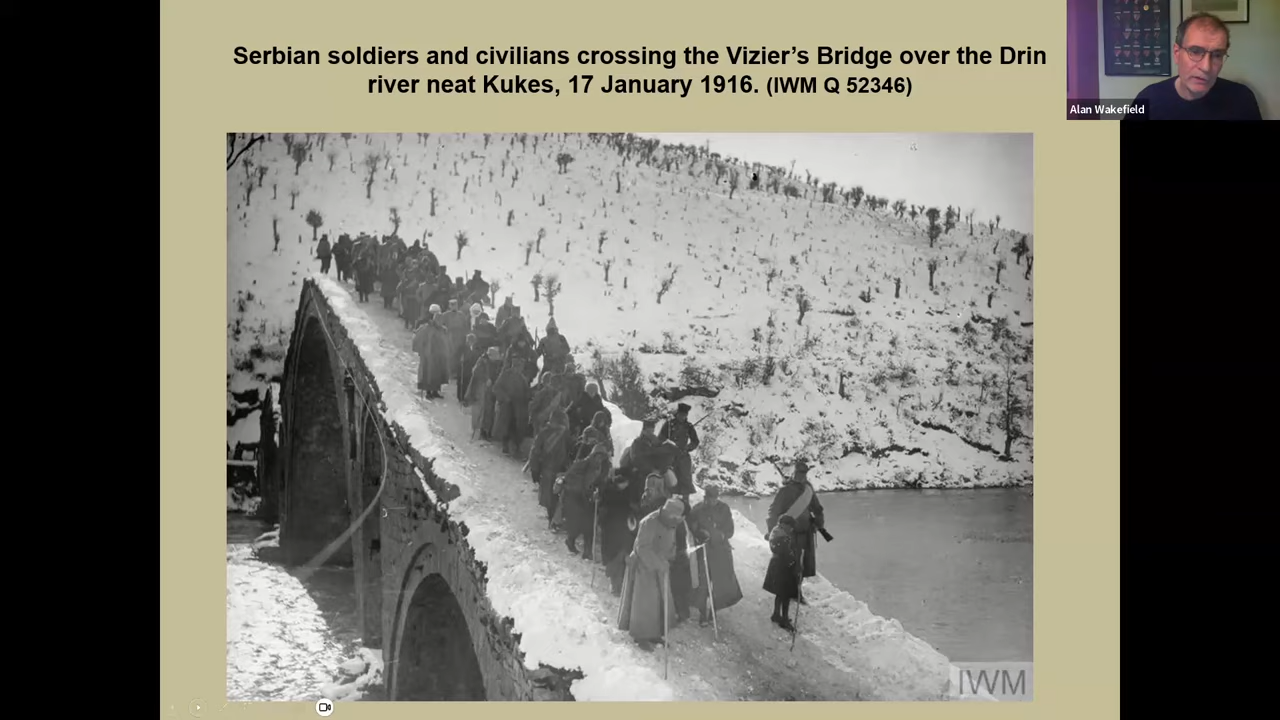 Serbian soldiers and civilians crossing the Vizier's Bridge over the Drin
river neat Kukes, 17 January 1916. (IWM Q 52346)
Alan Wakefield
IWM